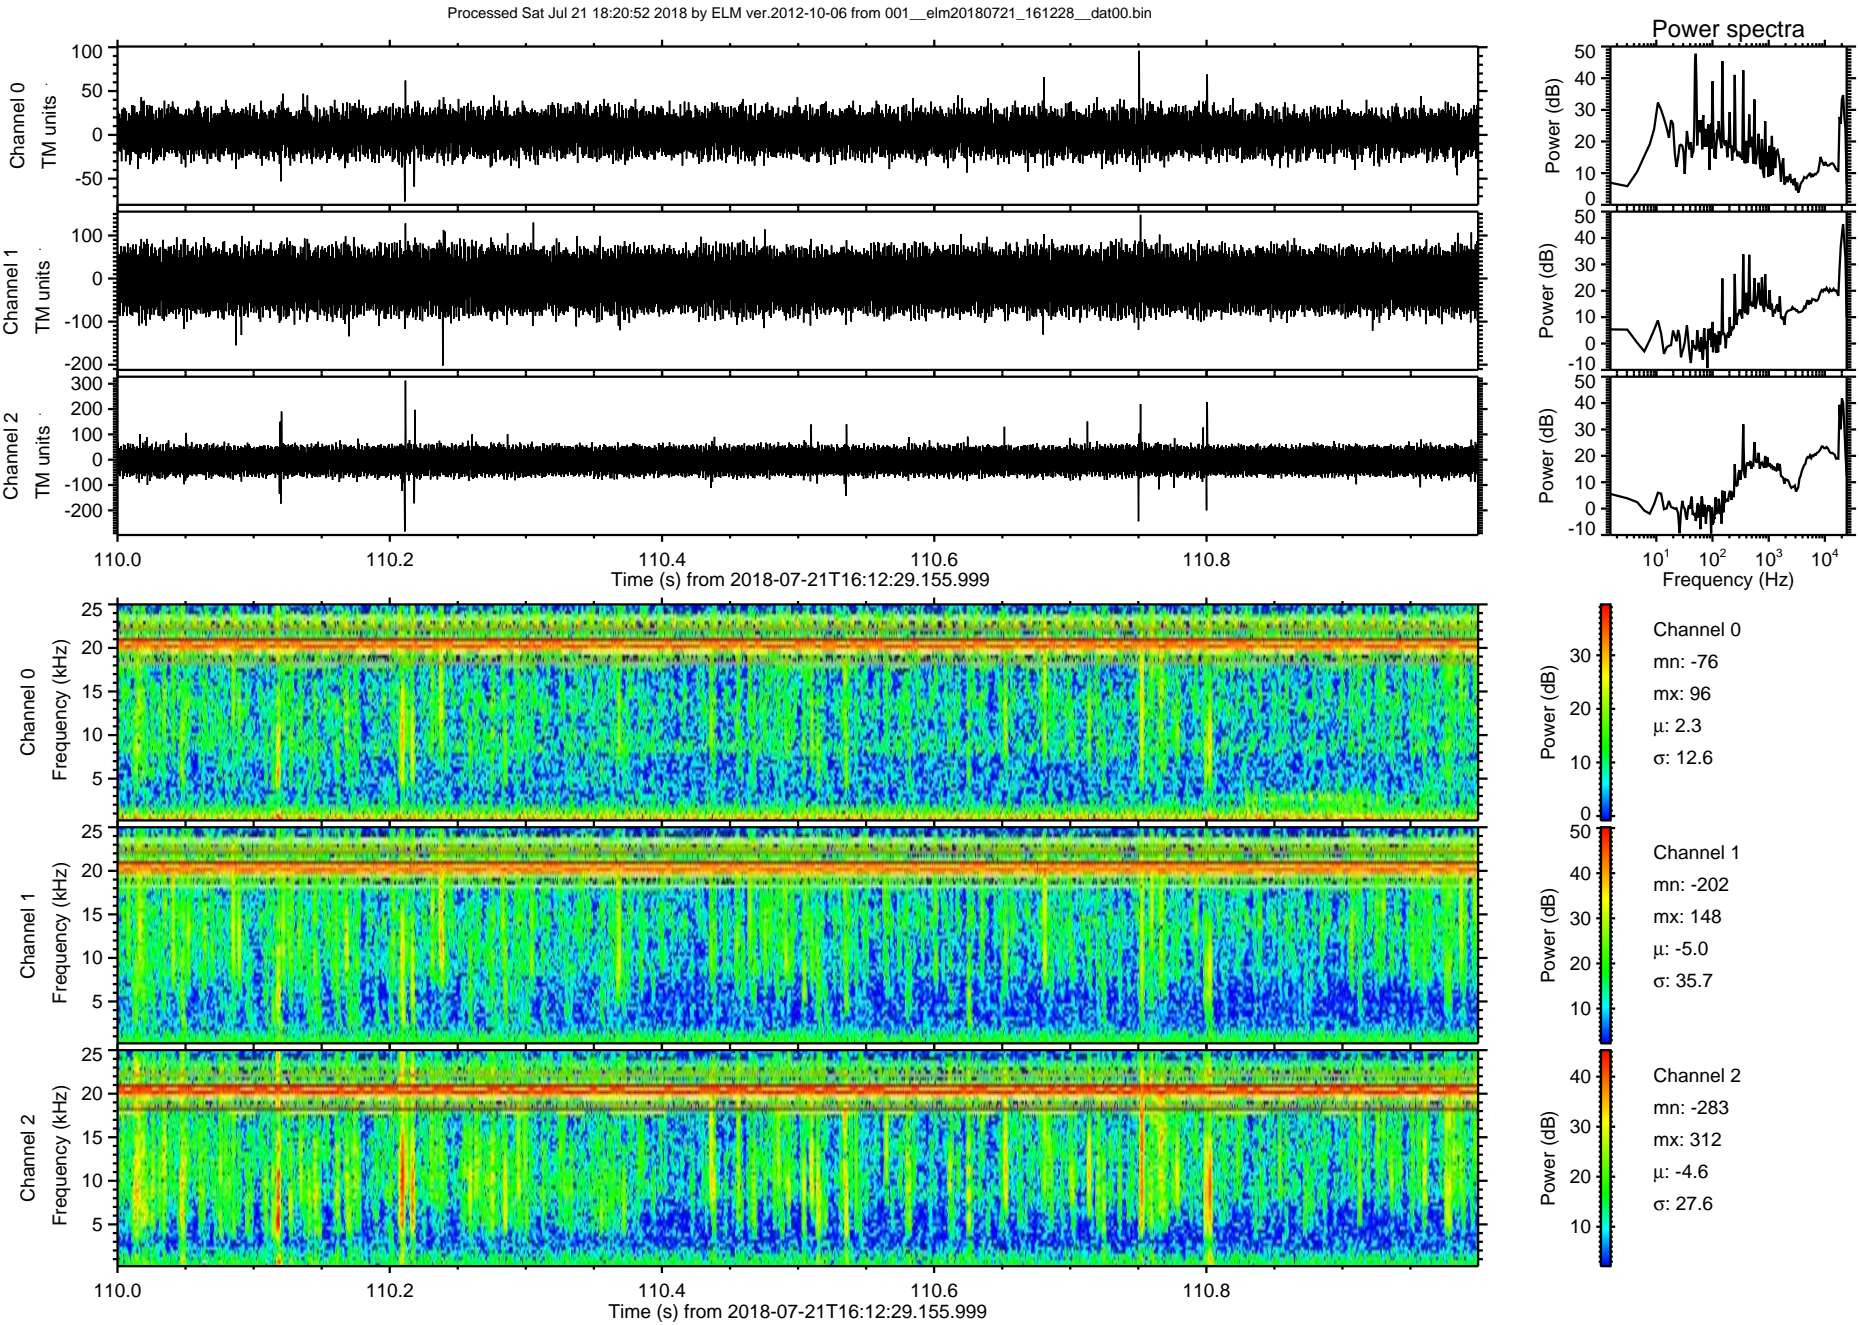 Processed Sat Jul 21 18:20:52 2018 by ELM ver.2012-10-06 from 001__elm20180721_161228__dat00.bin
Power spectra
Channel 0
TM units
100
50
0
-50
Power (dB)
50
40
30
20
10
0
Channel 1
TM units
100
0
-100
-200
Power (dB)
50
40
30
20
10
0
-10
Channel 2
TM units
300
200
100
0
-100
-200
Power (dB)
50
40
30
20
10
0
-10
110.0 110.2 110.4 110.6 110.8
Time (s) from 2018-07-21T16:12:29.155.999
10¹ 10² 10³ 10⁴
Frequency (Hz)
Channel 0
Frequency (kHz)
25
20
15
10
5
Power (dB)
30
20
10
0
Channel 0
mn: -76
mx: 96
μ: 2.3
σ: 12.6
Channel 1
Frequency (kHz)
25
20
15
10
5
Power (dB)
50
40
30
20
10
Channel 1
mn: -202
mx: 148
μ: -5.0
σ: 35.7
Channel 2
Frequency (kHz)
25
20
15
10
5
Power (dB)
40
30
20
10
Channel 2
mn: -283
mx: 312
μ: -4.6
σ: 27.6
110.0 110.2 110.4 110.6 110.8
Time (s) from 2018-07-21T16:12:29.155.999